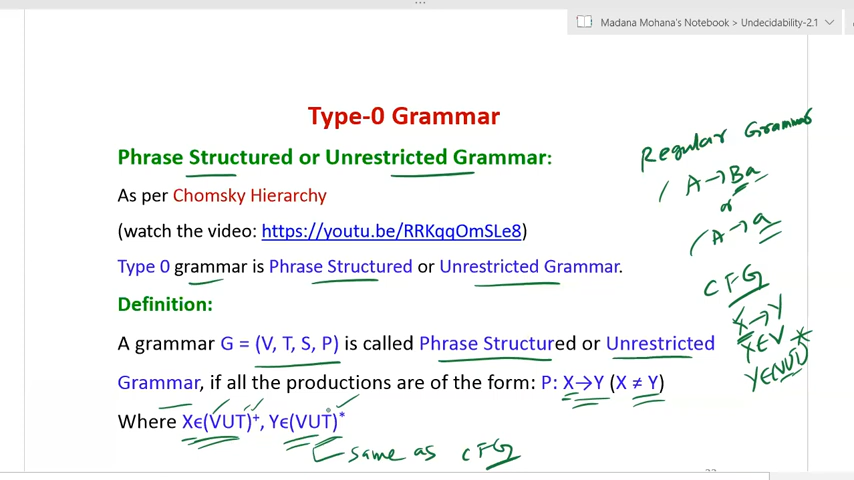 Madana Mohana's Notebook > Undecidability-2.1
Type-0 Grammar
Phrase Structured or Unrestricted Grammar:
As per Chomsky Hierarchy
(watch the video: https://youtu.be/RRKqqOmSLe8)
Type 0 grammar is Phrase Structured or Unrestricted Grammar.
Definition:
A grammar G = (V, T, S, P) is called Phrase Structured or Unrestricted
Grammar, if all the productions are of the form: P: X→Y (X ≠ Y)
Where Xϵ(VUT)⁺, Yϵ(VUT)*
same as CFG
Regular Grammar
A→Ba
or
A→a
CFG
X→Y
X∈V
Y∈(VUT)*